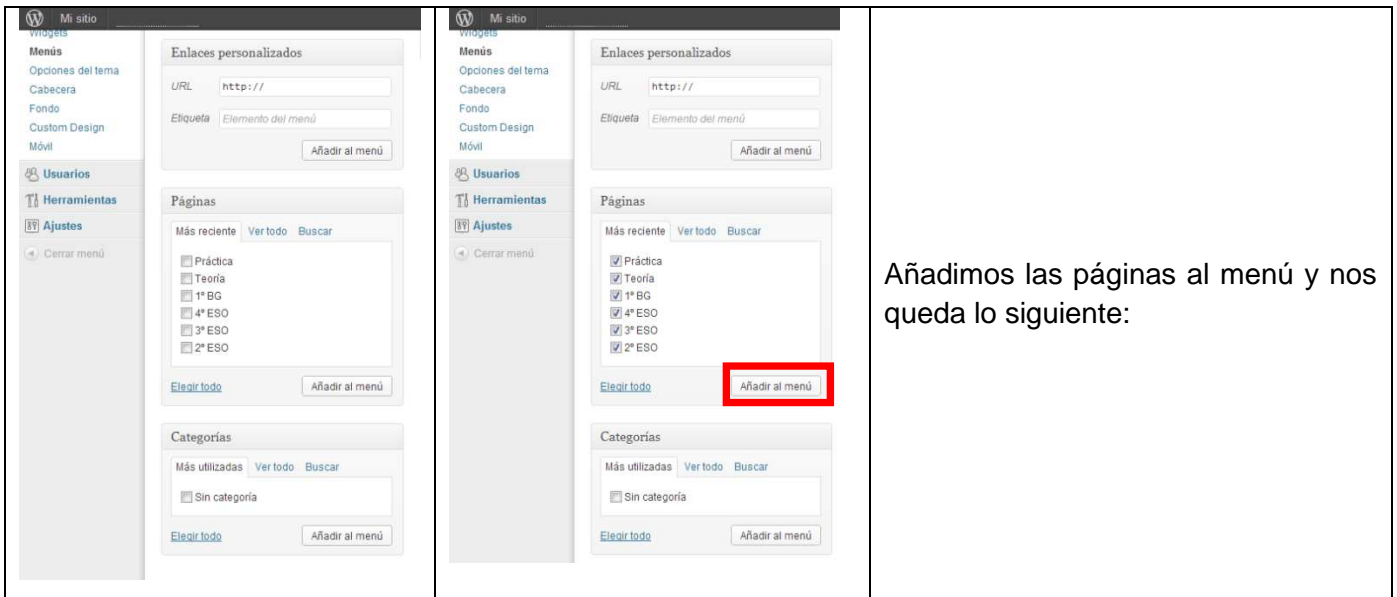 Mi sitio
Widgets
Menús
Opciones del tema
Cabecera
Fondo
Custom Design
Móvil
Usuarios
Herramientas
Ajustes
Cerrar menú
Enlaces personalizados
URL http://
Etiqueta Elemento del menú
Añadir al menú
Páginas
Más reciente Ver todo Buscar
Práctica
Teoría
1º BG
4º ESO
3º ESO
2º ESO
Elegir todo Añadir al menú
Categorías
Más utilizadas Ver todo Buscar
Sin categoría
Elegir todo Añadir al menú
Mi sitio
Widgets
Menús
Opciones del tema
Cabecera
Fondo
Custom Design
Móvil
Usuarios
Herramientas
Ajustes
Cerrar menú
Enlaces personalizados
URL http://
Etiqueta Elemento del menú
Añadir al menú
Páginas
Más reciente Ver todo Buscar
Práctica
Teoría
1º BG
4º ESO
3º ESO
2º ESO
Elegir todo Añadir al menú
Categorías
Más utilizadas Ver todo Buscar
Sin categoría
Elegir todo Añadir al menú
Añadimos las páginas al menú y nos
queda lo siguiente: